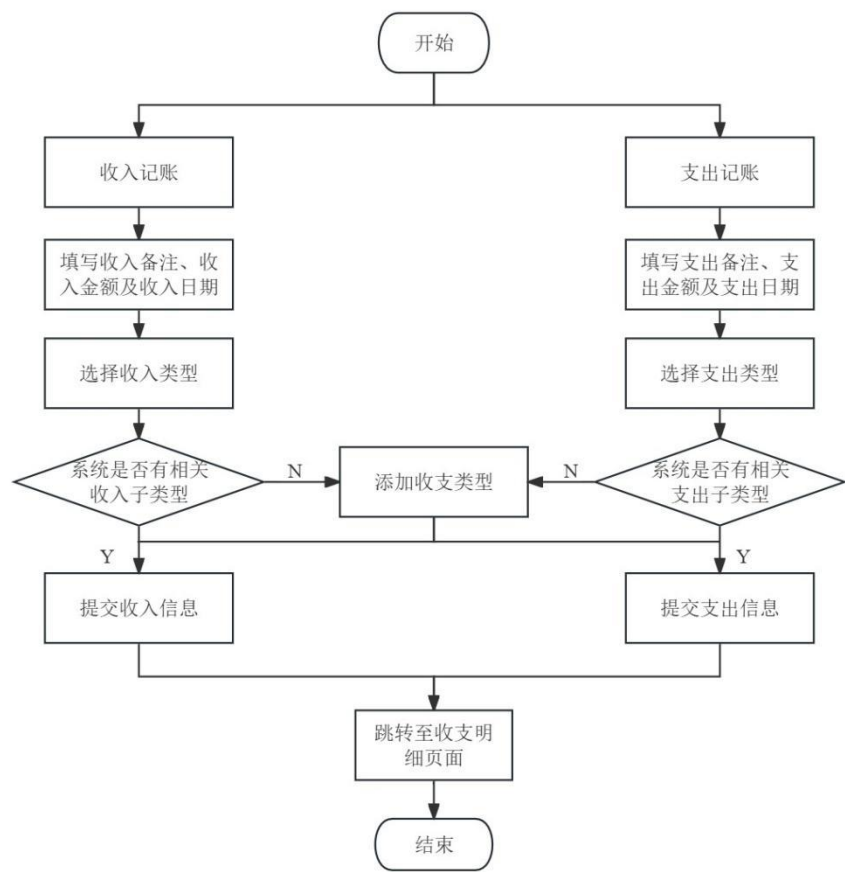 开始
收入记账
支出记账
填写收入备注、收
入金额及收入日期
填写支出备注、支
出金额及支出日期
选择收入类型
选择支出类型
系统是否有相关
收入子类型
N
添加收支类型
N
系统是否有相关
支出子类型
Y
Y
提交收入信息
提交支出信息
跳转至收支明
细页面
结束